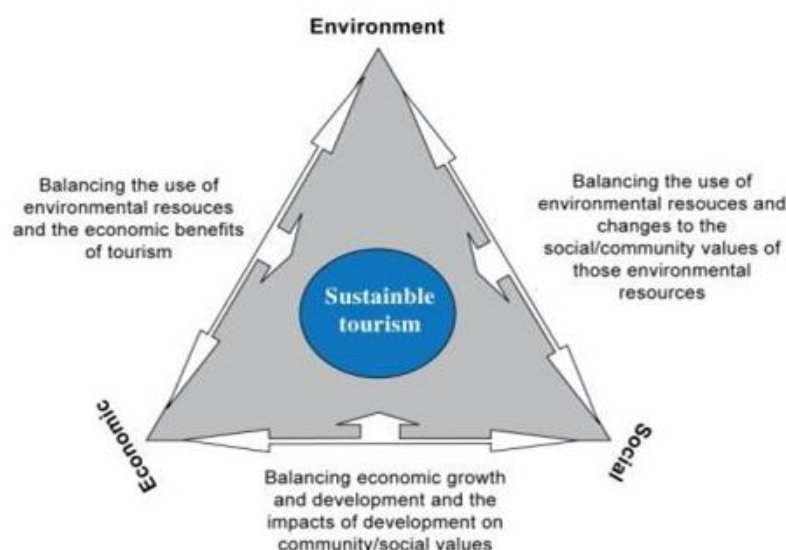 Environment
Balancing the use of
environmental resouces
and the economic benefits
of tourism
Balancing the use of
environmental resouces and
changes to the
social/community values of
those environmental
resources
Sustainble
tourism
Economic
Social
Balancing economic growth
and development and the
impacts of development on
community/social values